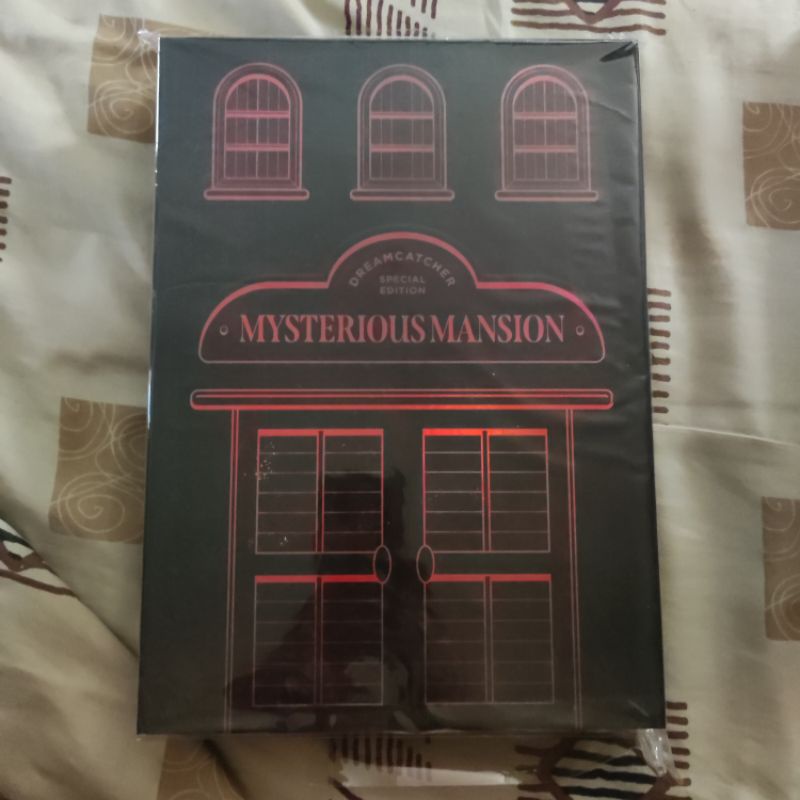 DREAMCATCHER
SPECIAL
EDITION
MYSTERIOUS MANSION